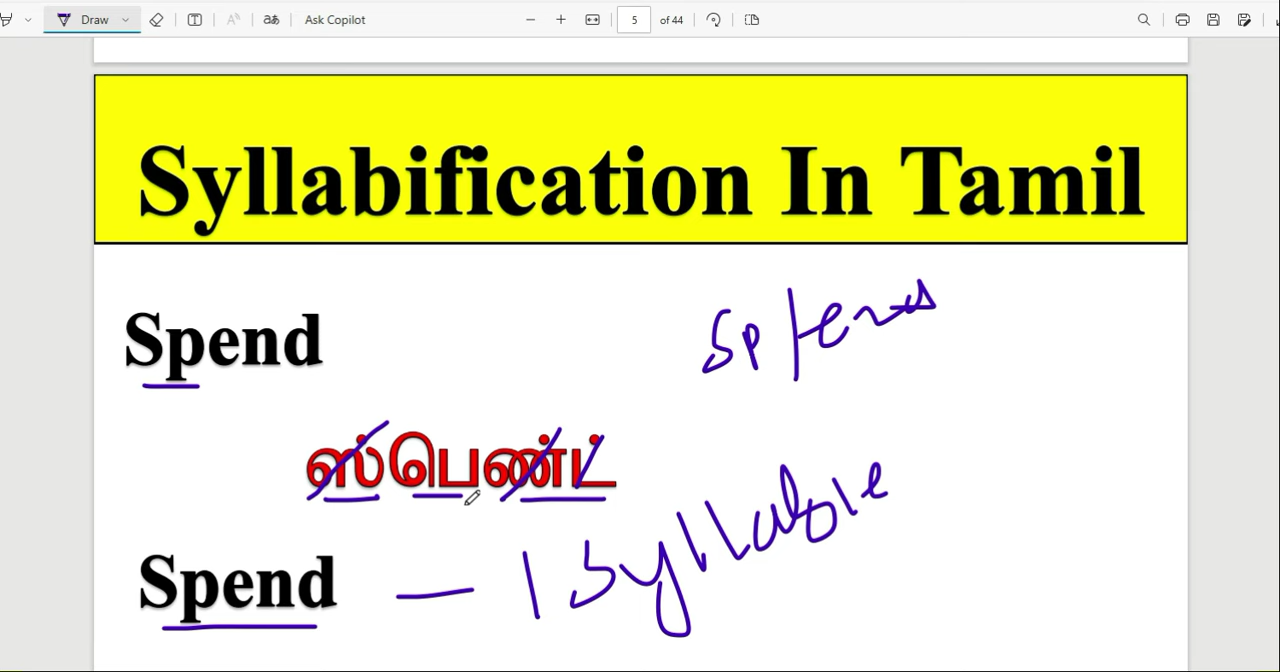 Draw
Ask Copilot
5 of 44
Syllabification In Tamil
Spend
ஸ்பெண்ட்
Spend – 1 Syllable